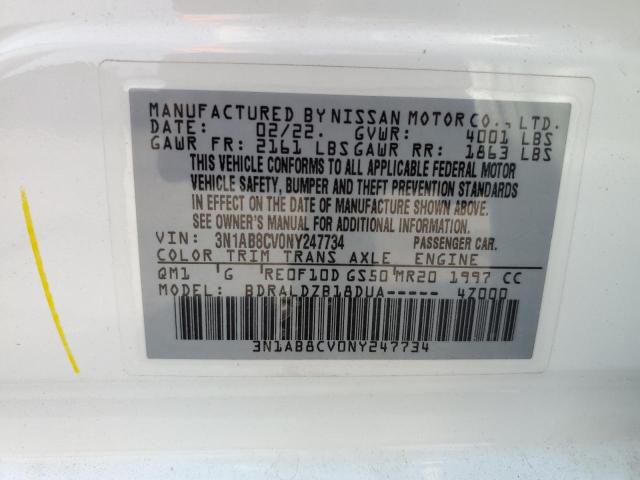 MANUFACTURED BY NISSAN MOTOR CO., LTD.
DATE: 02/22. GVWR: 4001 LBS
GAWR FR: 2161 LBS GAWR RR: 1863 LBS
THIS VEHICLE CONFORMS TO ALL APPLICABLE FEDERAL MOTOR
VEHICLE SAFETY, BUMPER AND THEFT PREVENTION STANDARDS
IN EFFECT ON THE DATE OF MANUFACTURE SHOWN ABOVE.
SEE OWNER'S MANUAL FOR ADDITIONAL INFORMATION.
VIN: 3N1AB8CV0NY247734 PASSENGER CAR.
COLOR TRIM TRANS AXLE ENGINE
QM1 G RE0F10D GS50 MR20 1997 CC
MODEL: BDRALDZB18DUA----- 4Z000
3N1AB8CV0NY247734